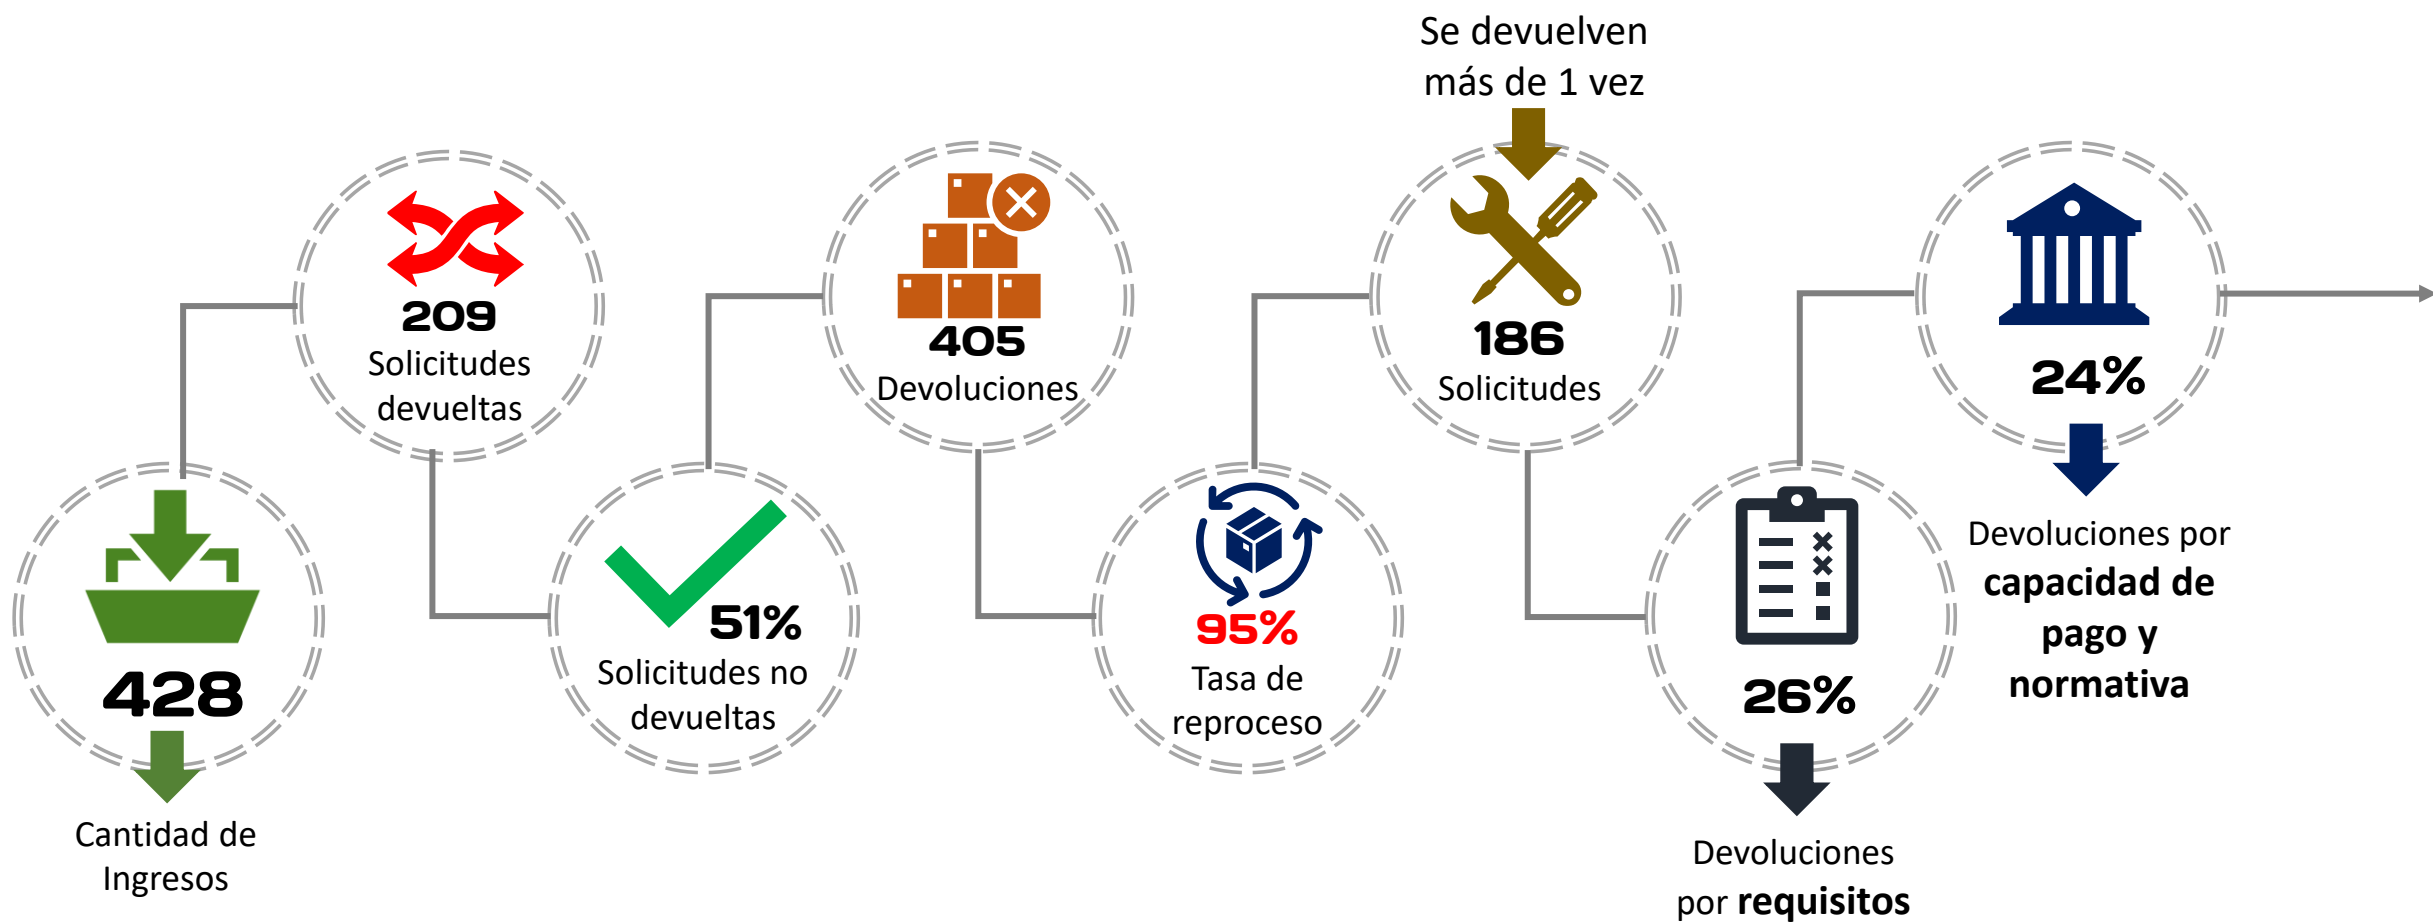 428
Cantidad de
Ingresos
209
Solicitudes
devueltas
51%
Solicitudes no
devueltas
405
Devoluciones
95%
Tasa de
reproceso
Se devuelven
más de 1 vez
186
Solicitudes
26%
Devoluciones
por requisitos
24%
Devoluciones por
capacidad de
pago y
normativa